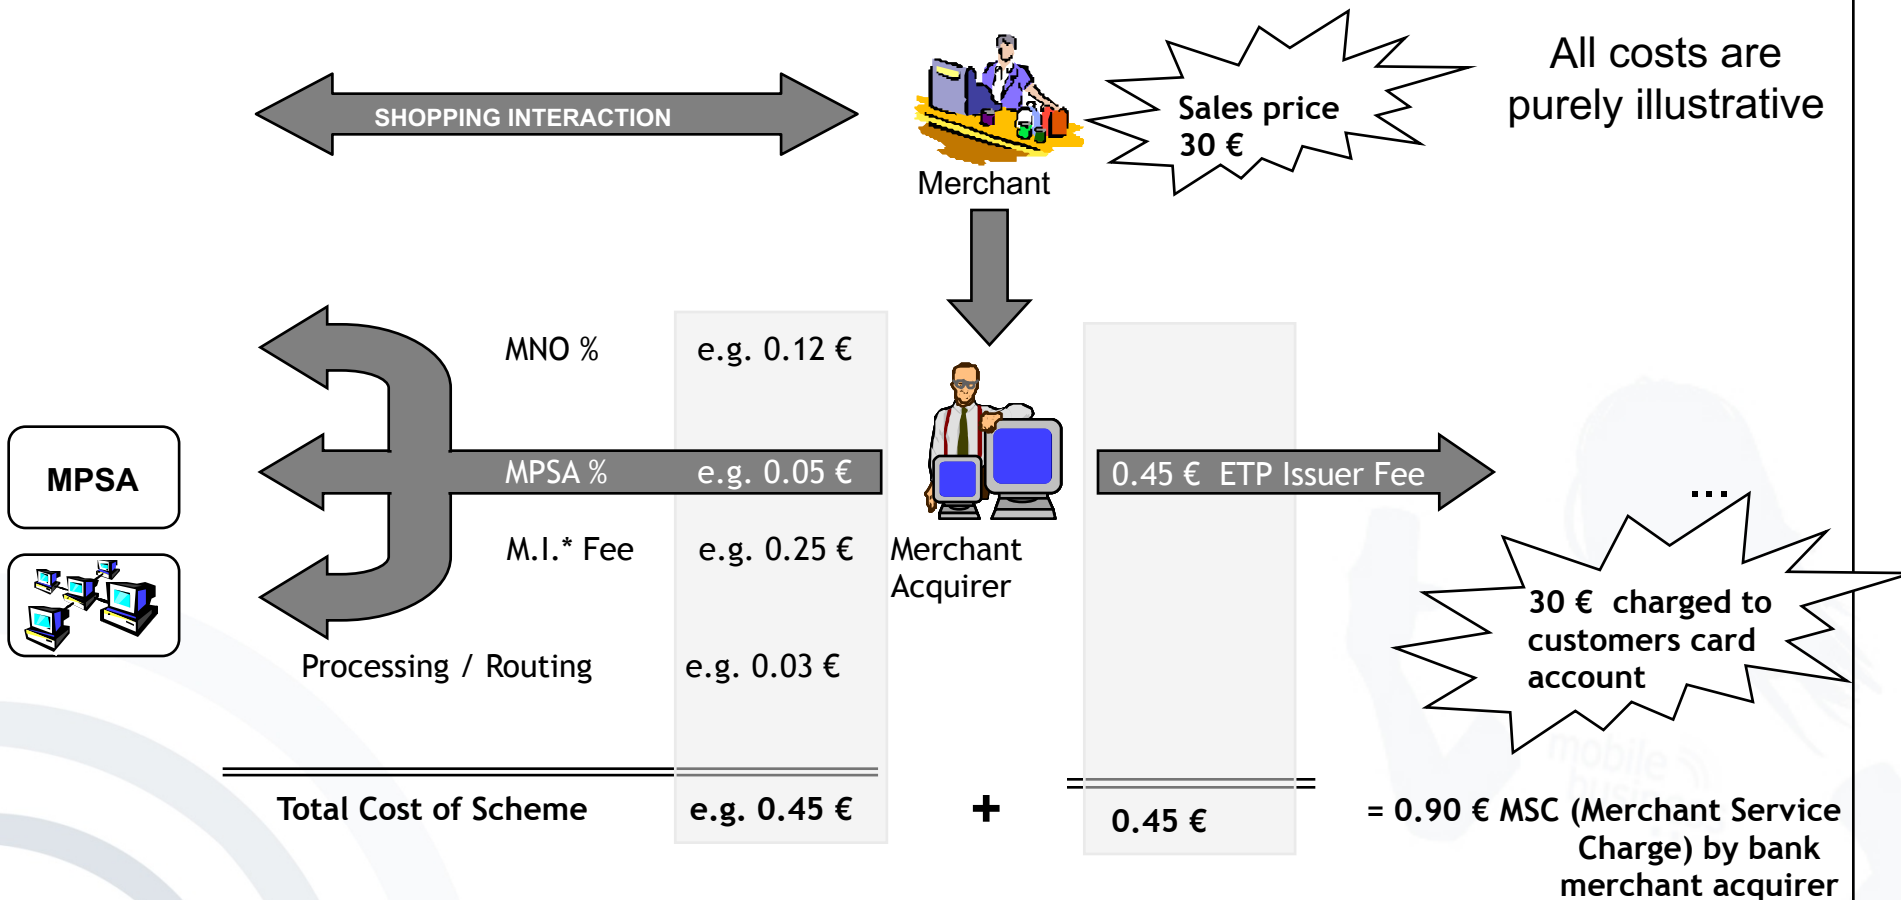 All costs are
purely illustrative
SHOPPING INTERACTION
Sales price
30 €
Merchant
MNO % e.g. 0.12 €
MPSA
MPSA % e.g. 0.05 €
0.45 € ETP Issuer Fee
...
M.I.* Fee e.g. 0.25 €
Merchant
Acquirer
30 € charged to
customers card
account
Processing / Routing e.g. 0.03 €
mobile
Total Cost of Scheme e.g. 0.45 € + 0.45 € = 0.90 € MSC (Merchant Service
Charge) by bank
merchant acquirer